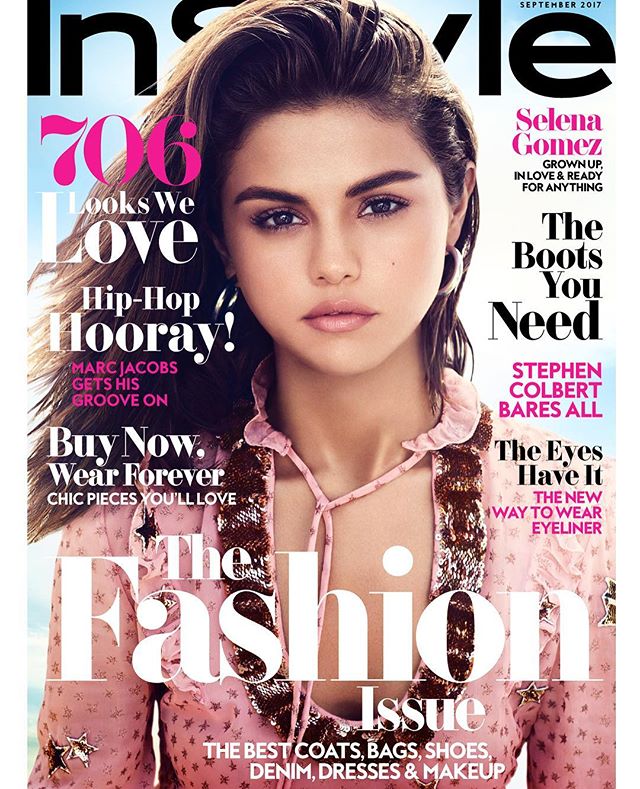 SEPTEMBER 2017
InStyle
706
Looks We
Love
Hip-Hop
Hooray!
MARC JACOBS
GETS HIS
GROOVE ON
Buy Now,
Wear Forever
CHIC PIECES YOU'LL LOVE
Selena
Gomez
GROWN UP,
IN LOVE & READY
FOR ANYTHING
The
Boots
You
Need
STEPHEN
COLBERT
BARES ALL
The Eyes
Have It
THE NEW
WAY TO WEAR
EYELINER
The
Fashion
Issue
THE BEST COATS, BAGS, SHOES,
DENIM, DRESSES & MAKEUP